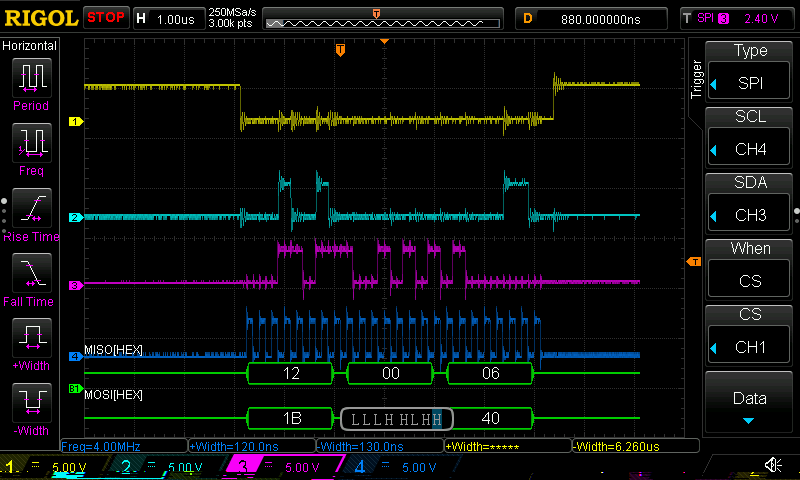 RIGOL STOP H 1.00us 250MSa/s 3.00k pts T D 880.000000ns T SPI 3 2.40 V
Horizontal
Period
Freq
Rise Time
Fall Time
+Width
-Width
T
1
2
3
4
B1
T
MISO[HEX]
12 00 06
MOSI[HEX]
1B LLLH HLHH 40
Trigger
Type
SPI
SCL
CH4
SDA
CH3
When
CS
CS
CH1
Data
Freq=4.00MHz +Width=120.0ns -Width=130.0ns +Width=***** -Width=6.260us
1 = 5.00 V 2 = 5.00 V 3 = 5.00 V 4 = 5.00 V